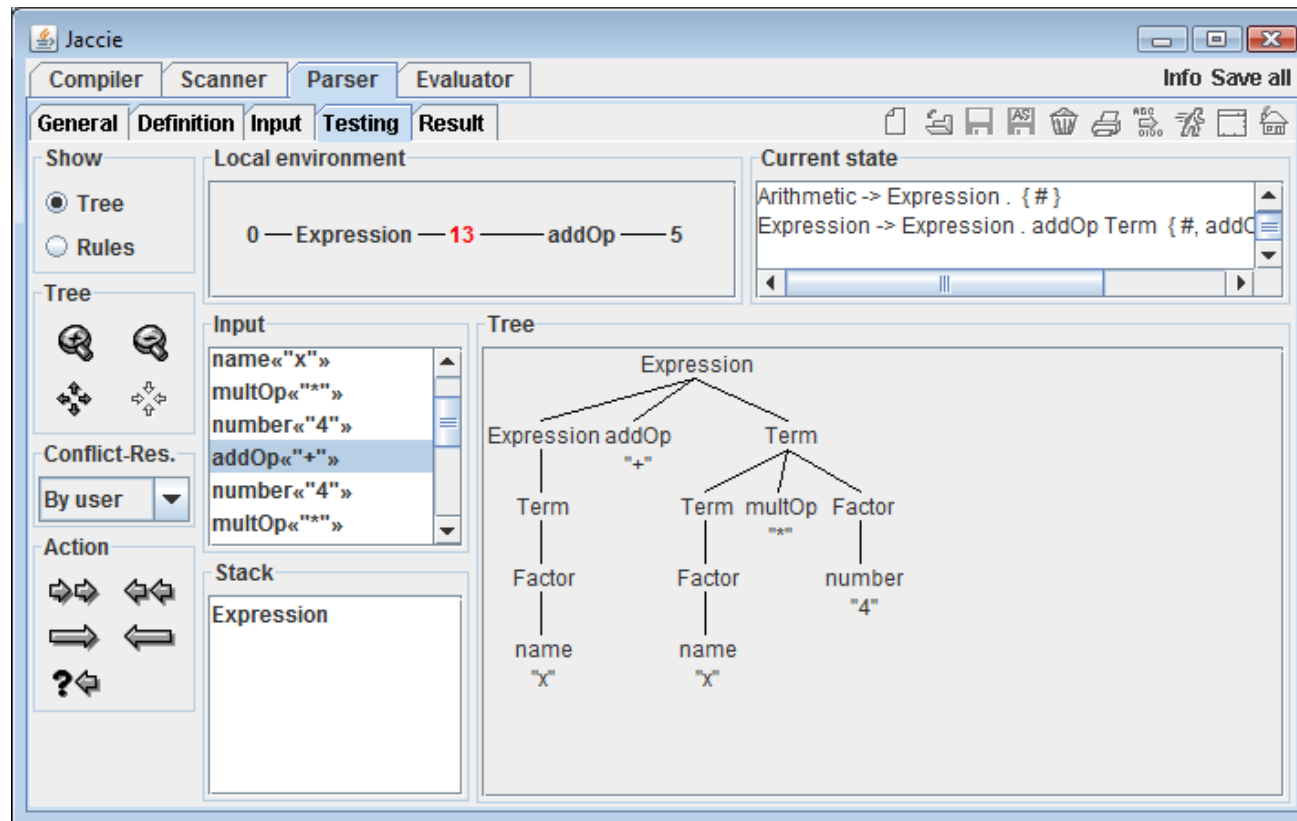 Jaccie
Compiler Scanner Parser Evaluator Info Save all
General Definition Input Testing Result
Show
Tree
Rules
Local environment
0 Expression 13 addOp 5
Current state
Arithmetic -> Expression . { # }
Expression -> Expression . addOp Term { #, addO
Tree
Conflict-Res.
By user
Action
Input
name«"x"»
multOp«"*"»
number«"4"»
addOp«"+"»
number«"4"»
multOp«"*"»
Stack
Expression
Tree
Expression
Expression addOp Term
"+"
Term Term multOp Factor
"*"
Factor Factor number
"4"
name name
"x" "x"